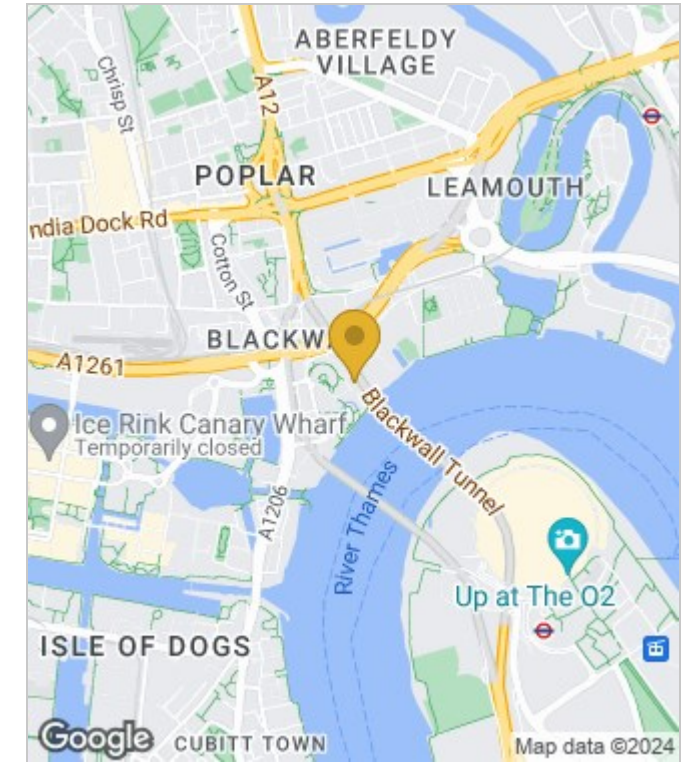 ABERFELDY
VILLAGE
Chrisp St
A12
POPLAR
LEAMOUTH
ndia Dock Rd
Cotton St
BLACKW
A1261
Blackwall Tunnel
Ice Rink Canary Wharf
Temporarily closed
A1206
River Thames
Up at The O2
ISLE OF DOGS
Google
CUBITT TOWN
Map data ©2024